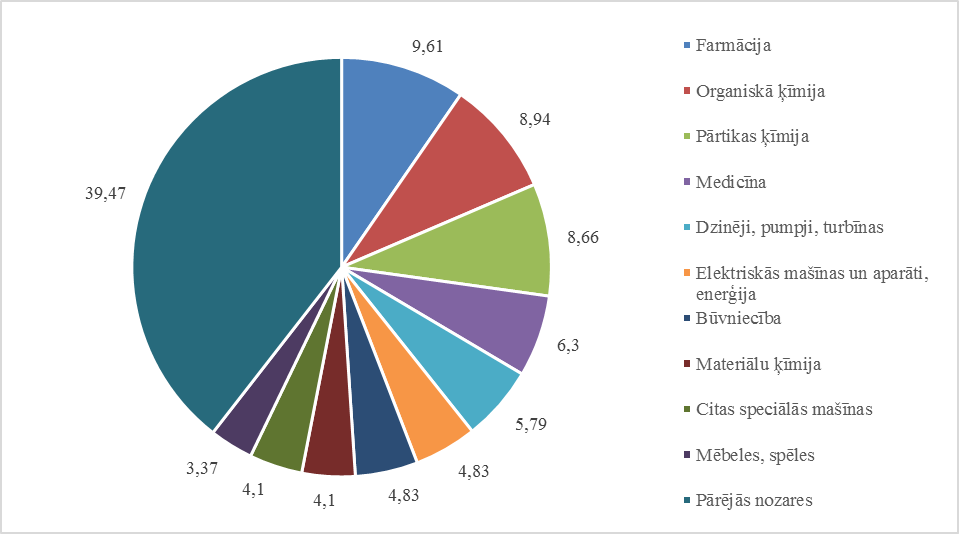 9,61
8,94
8,66
6,3
5,79
4,83
4,83
4,1
4,1
3,37
39,47
Farmācija
Organiskā ķīmija
Pārtikas ķīmija
Medicīna
Dzinēji, pumpji, turbīnas
Elektriskās mašīnas un aparāti,
enerģija
Būvniecība
Materiālu ķīmija
Citas speciālās mašīnas
Mēbeles, spēles
Pārējās nozares